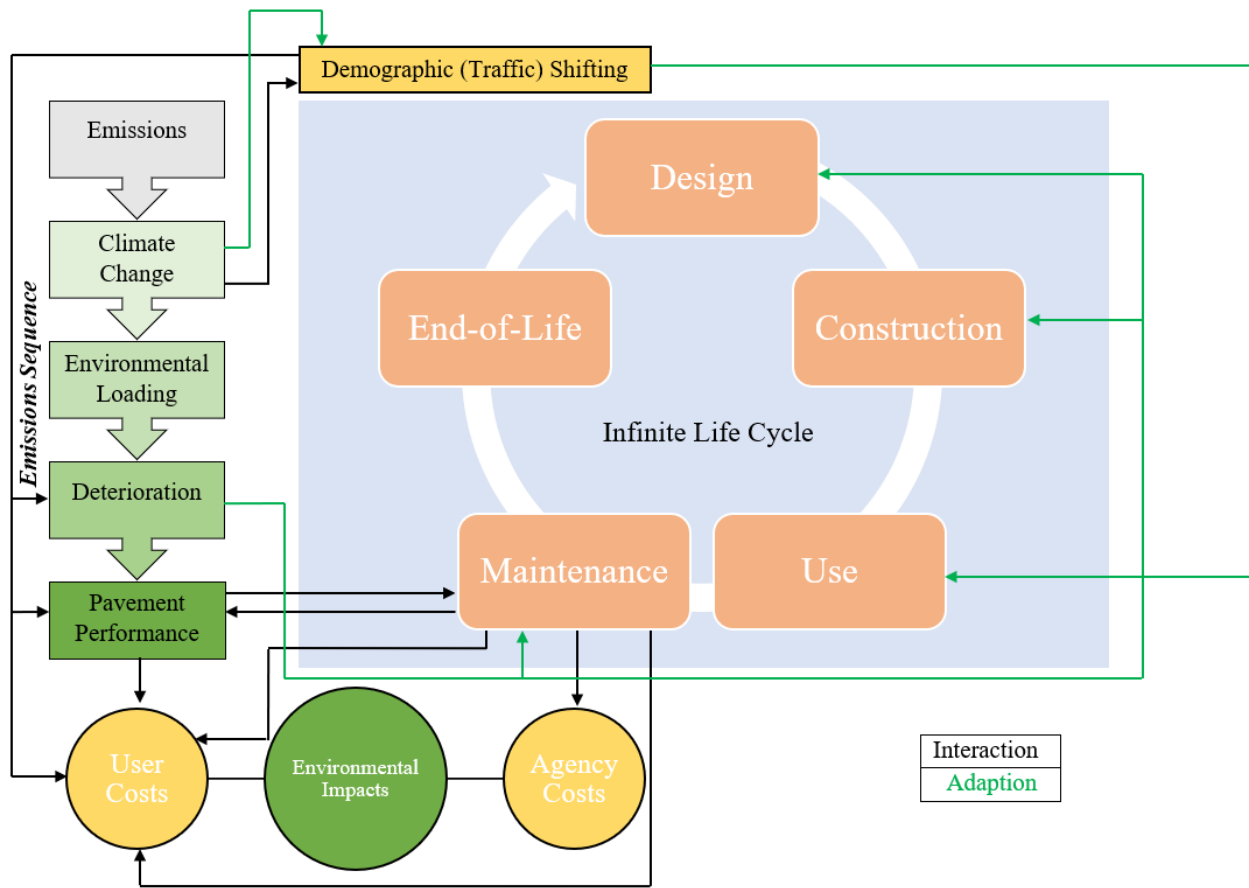 Demographic (Traffic) Shifting
Emissions
Climate
Change
Environmental
Loading
Deterioration
Pavement
Performance
Emissions Sequence
Design
Construction
Use
Maintenance
End-of-Life
Infinite Life Cycle
User
Costs
Environmental
Impacts
Agency
Costs
Interaction
Adaption